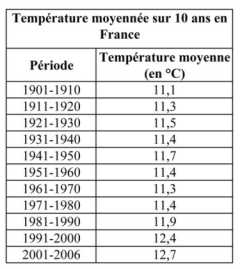 Température moyennée sur 10 ans en
France
Période Température moyenne
(en °C)
1901-1910 11,1
1911-1920 11,3
1921-1930 11,5
1931-1940 11,4
1941-1950 11,7
1951-1960 11,4
1961-1970 11,3
1971-1980 11,4
1981-1990 11,9
1991-2000 12,4
2001-2006 12,7